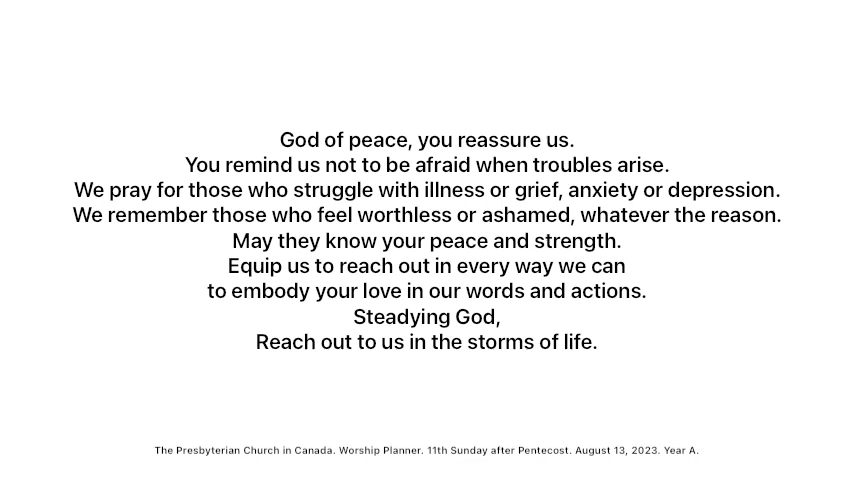 God of peace, you reassure us.
You remind us not to be afraid when troubles arise.
We pray for those who struggle with illness or grief, anxiety or depression.
We remember those who feel worthless or ashamed, whatever the reason.
May they know your peace and strength.
Equip us to reach out in every way we can
to embody your love in our words and actions.
Steadying God,
Reach out to us in the storms of life.
The Presbyterian Church in Canada. Worship Planner. 11th Sunday after Pentecost. August 13, 2023. Year A.